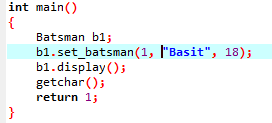 int main()
{
Batsman b1;
b1.set_batsman(1, "Basit", 18);
b1.display();
getchar();
return 1;
}